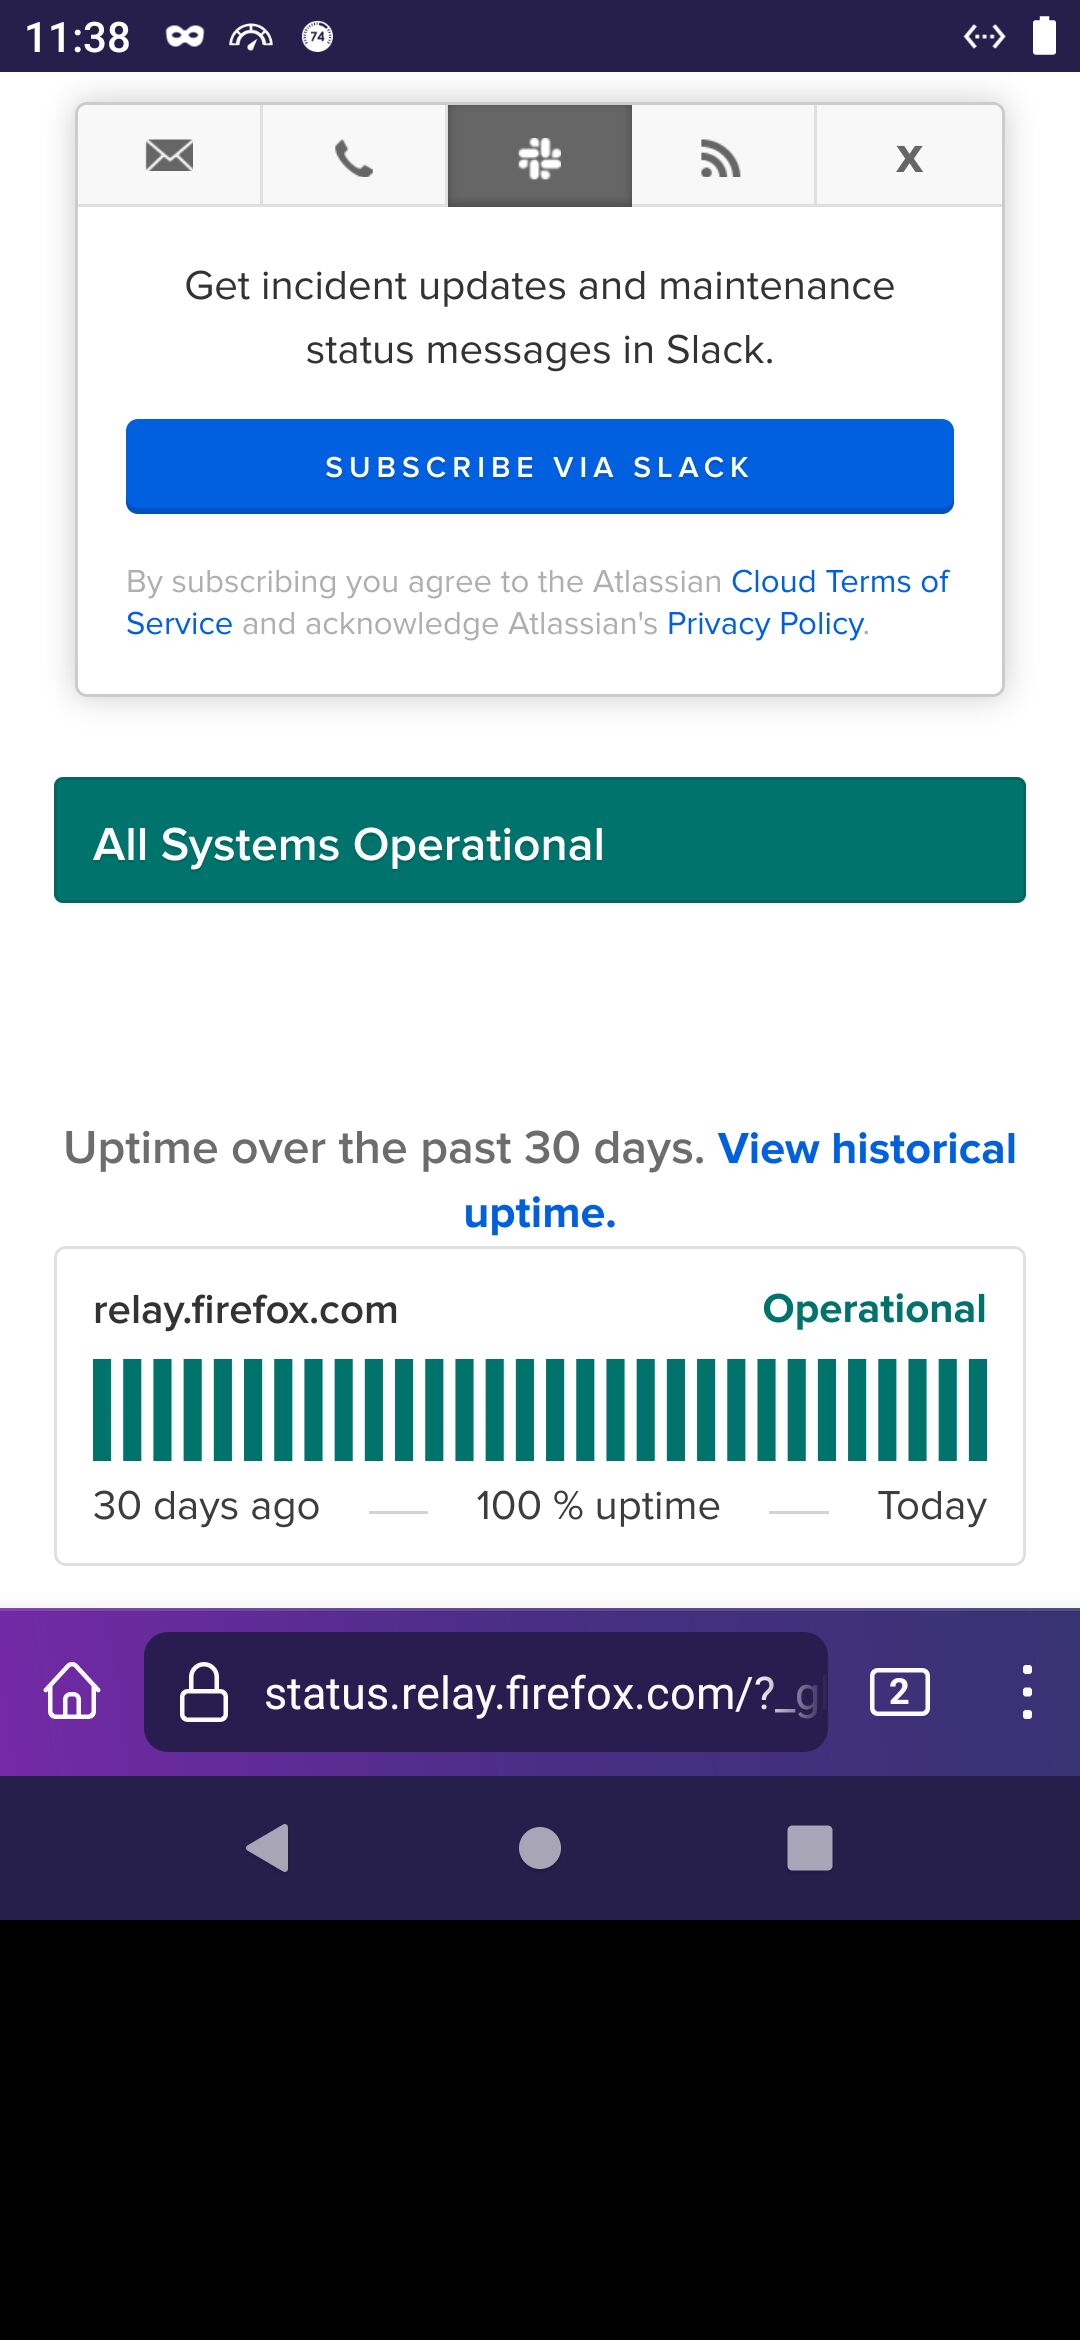 11:38
74
x
Get incident updates and maintenance
status messages in Slack.
SUBSCRIBE VIA SLACK
By subscribing you agree to the Atlassian Cloud Terms of
Service and acknowledge Atlassian's Privacy Policy.
All Systems Operational
Uptime over the past 30 days. View historical
uptime.
relay.firefox.com Operational
30 days ago 100 % uptime Today
status.relay.firefox.com/?_g
2